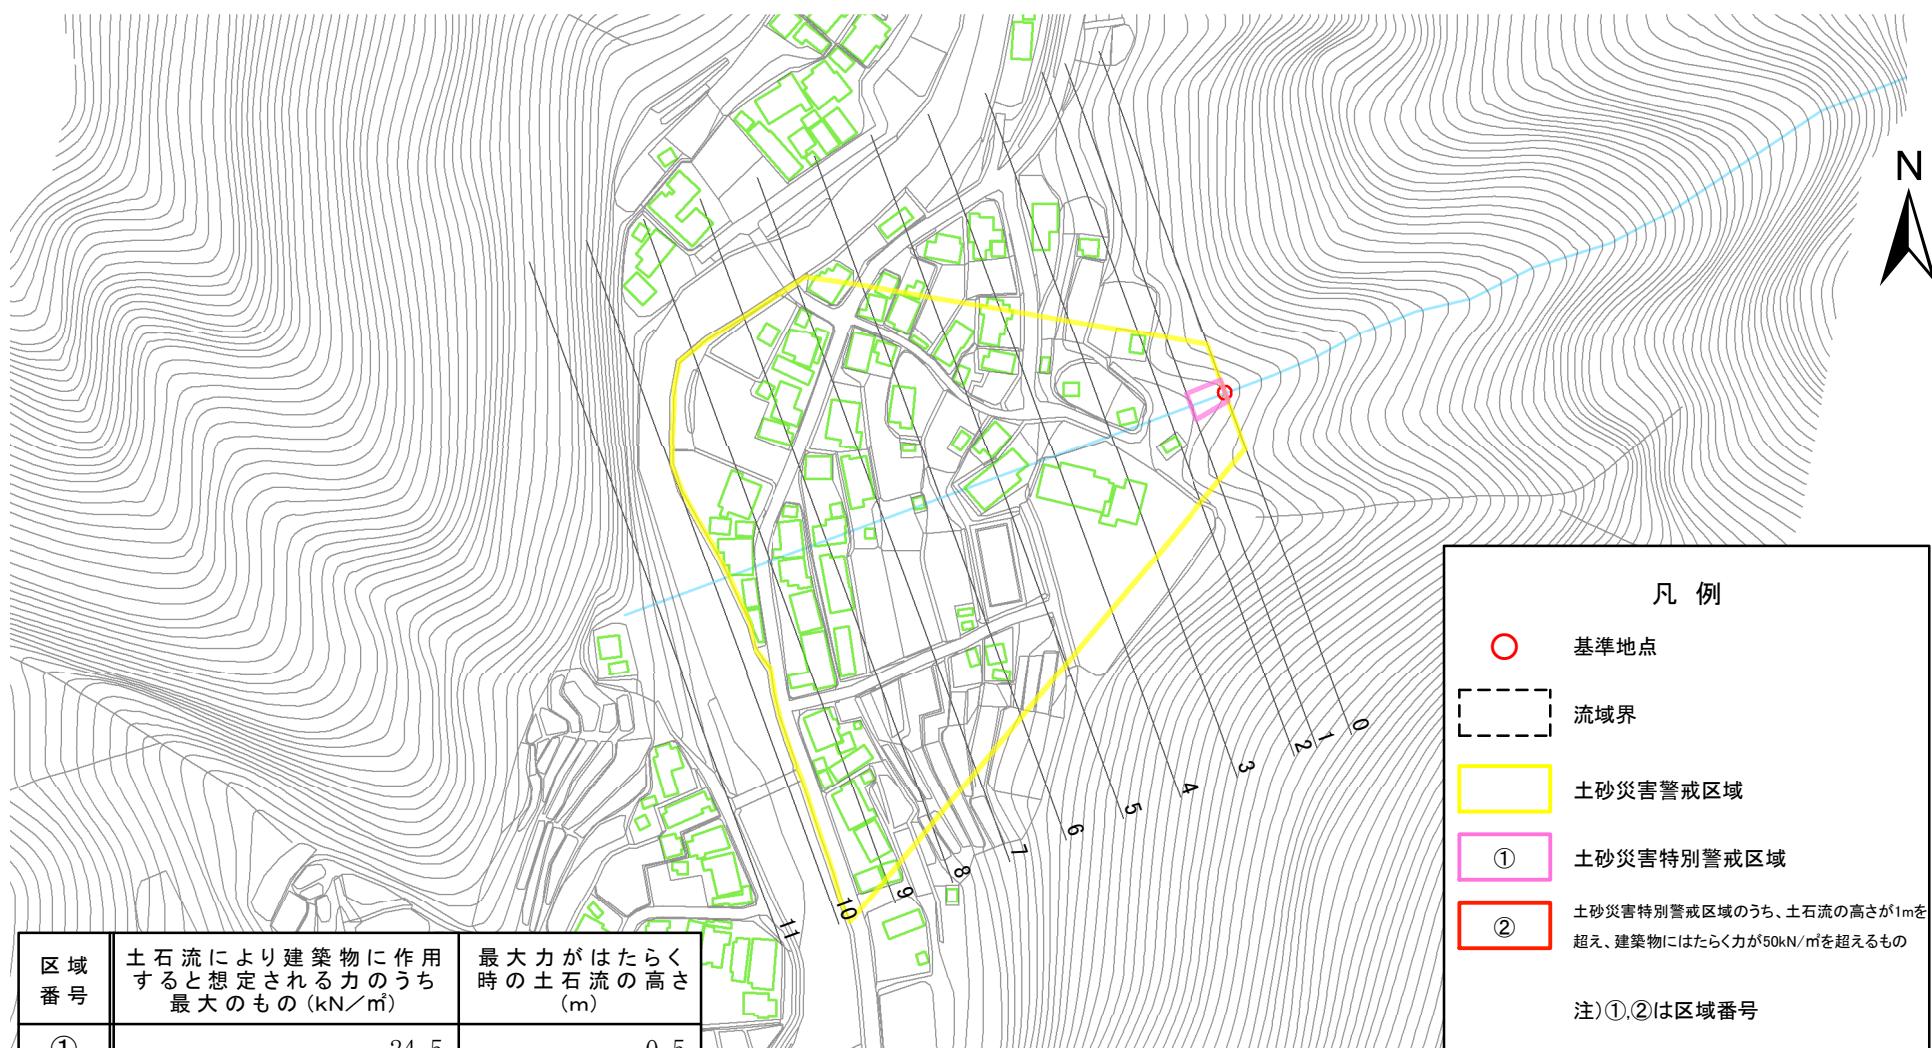 N
0
1
2
3
4
5
6
7
8
9
10
11
凡 例
基準地点
流域界
土砂災害警戒区域
① 土砂災害特別警戒区域
② 土砂災害特別警戒区域のうち、土石流の高さが1mを
超え、建築物にはたらく力が50kN/㎡を超えるもの
注)①,②は区域番号
区域
番号
土石流により建築物に作用
すると想定される力のうち
最大のもの(kN/㎡)
最大力がはたらく
時の土石流の高さ
(m)
① 24.5 0.5